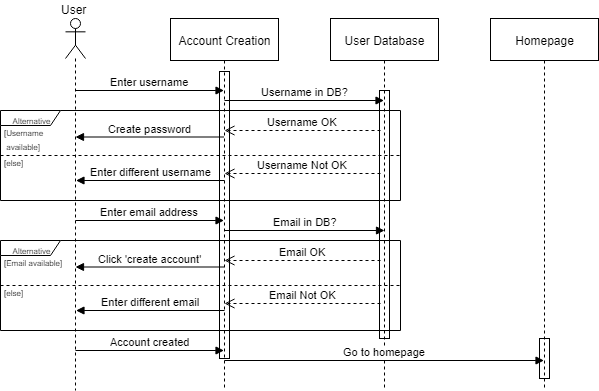 User
Account Creation
User Database
Homepage
Enter username
Username in DB?
Alternative
[Username
available]
Username OK
Create password
[else]
Username Not OK
Enter different username
Enter email address
Email in DB?
Alternative
[Email available]
Email OK
Click 'create account'
[else]
Email Not OK
Enter different email
Account created
Go to homepage